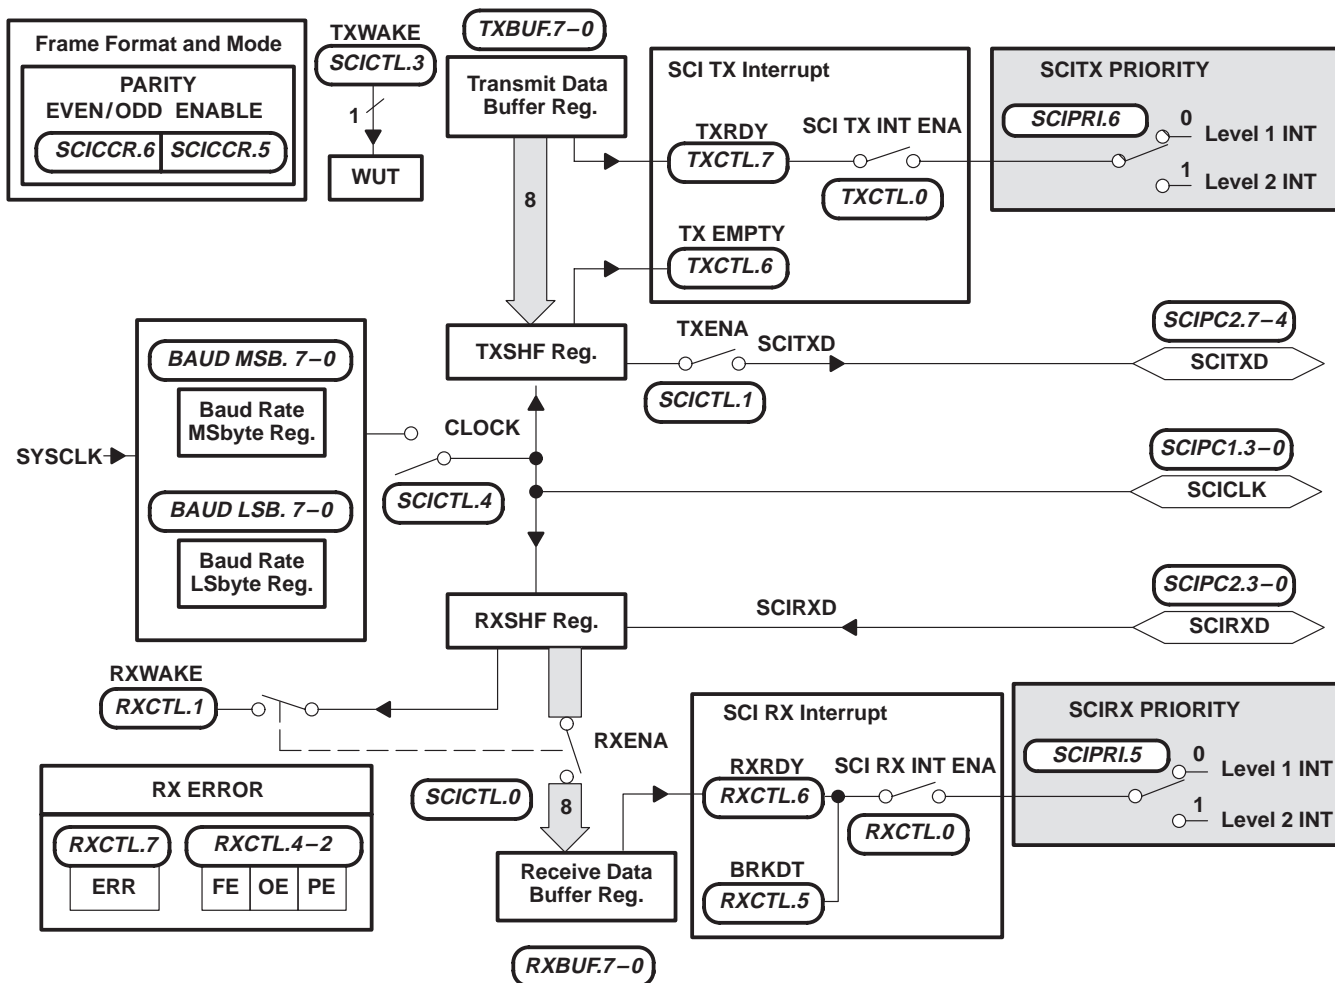 Frame Format and Mode
PARITY
EVEN/ODD ENABLE
SCICCR.6 SCICCR.5
TXWAKE
SCICTL.3
1
WUT
TXBUF.7–0
Transmit Data
Buffer Reg.
8
SCI TX Interrupt
TXRDY
TXCTL.7
SCI TX INT ENA
TXCTL.0
TX EMPTY
TXCTL.6
SCITX PRIORITY
SCIPRI.6
0
Level 1 INT
1
Level 2 INT
BAUD MSB. 7–0
Baud Rate
MSbyte Reg.
SYSCLK
BAUD LSB. 7–0
Baud Rate
LSbyte Reg.
TXSHF Reg.
TXENA
SCITXD
SCICTL.1
SCIPC2.7–4
SCITXD
CLOCK
SCICTL.4
SCIPC1.3–0
SCICLK
RXSHF Reg.
SCIRXD
SCIPC2.3–0
SCIRXD
RXWAKE
RXCTL.1
RXENA
SCICTL.0
8
RX ERROR
RXCTL.7 RXCTL.4–2
ERR FE OE PE
Receive Data
Buffer Reg.
RXBUF.7–0
SCI RX Interrupt
RXRDY
RXCTL.6
SCI RX INT ENA
RXCTL.0
BRKDT
RXCTL.5
SCIRX PRIORITY
SCIPRI.5
0
Level 1 INT
1
Level 2 INT